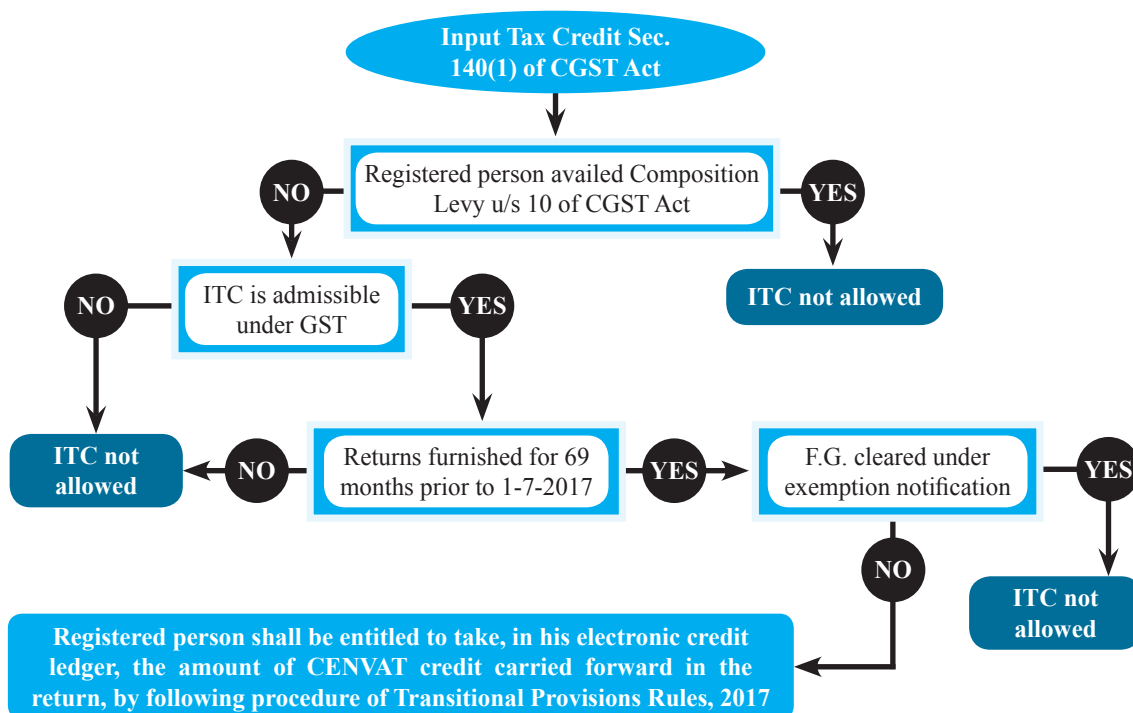 Input Tax Credit Sec.
140(1) of CGST Act
Registered person availed Composition
Levy u/s 10 of CGST Act
NO
YES
ITC not allowed
ITC is admissible
under GST
NO
YES
ITC not
allowed
NO
Returns furnished for 69
months prior to 1-7-2017
YES
F.G. cleared under
exemption notification
YES
NO
ITC not
allowed
Registered person shall be entitled to take, in his electronic credit
ledger, the amount of CENVAT credit carried forward in the
return, by following procedure of Transitional Provisions Rules, 2017